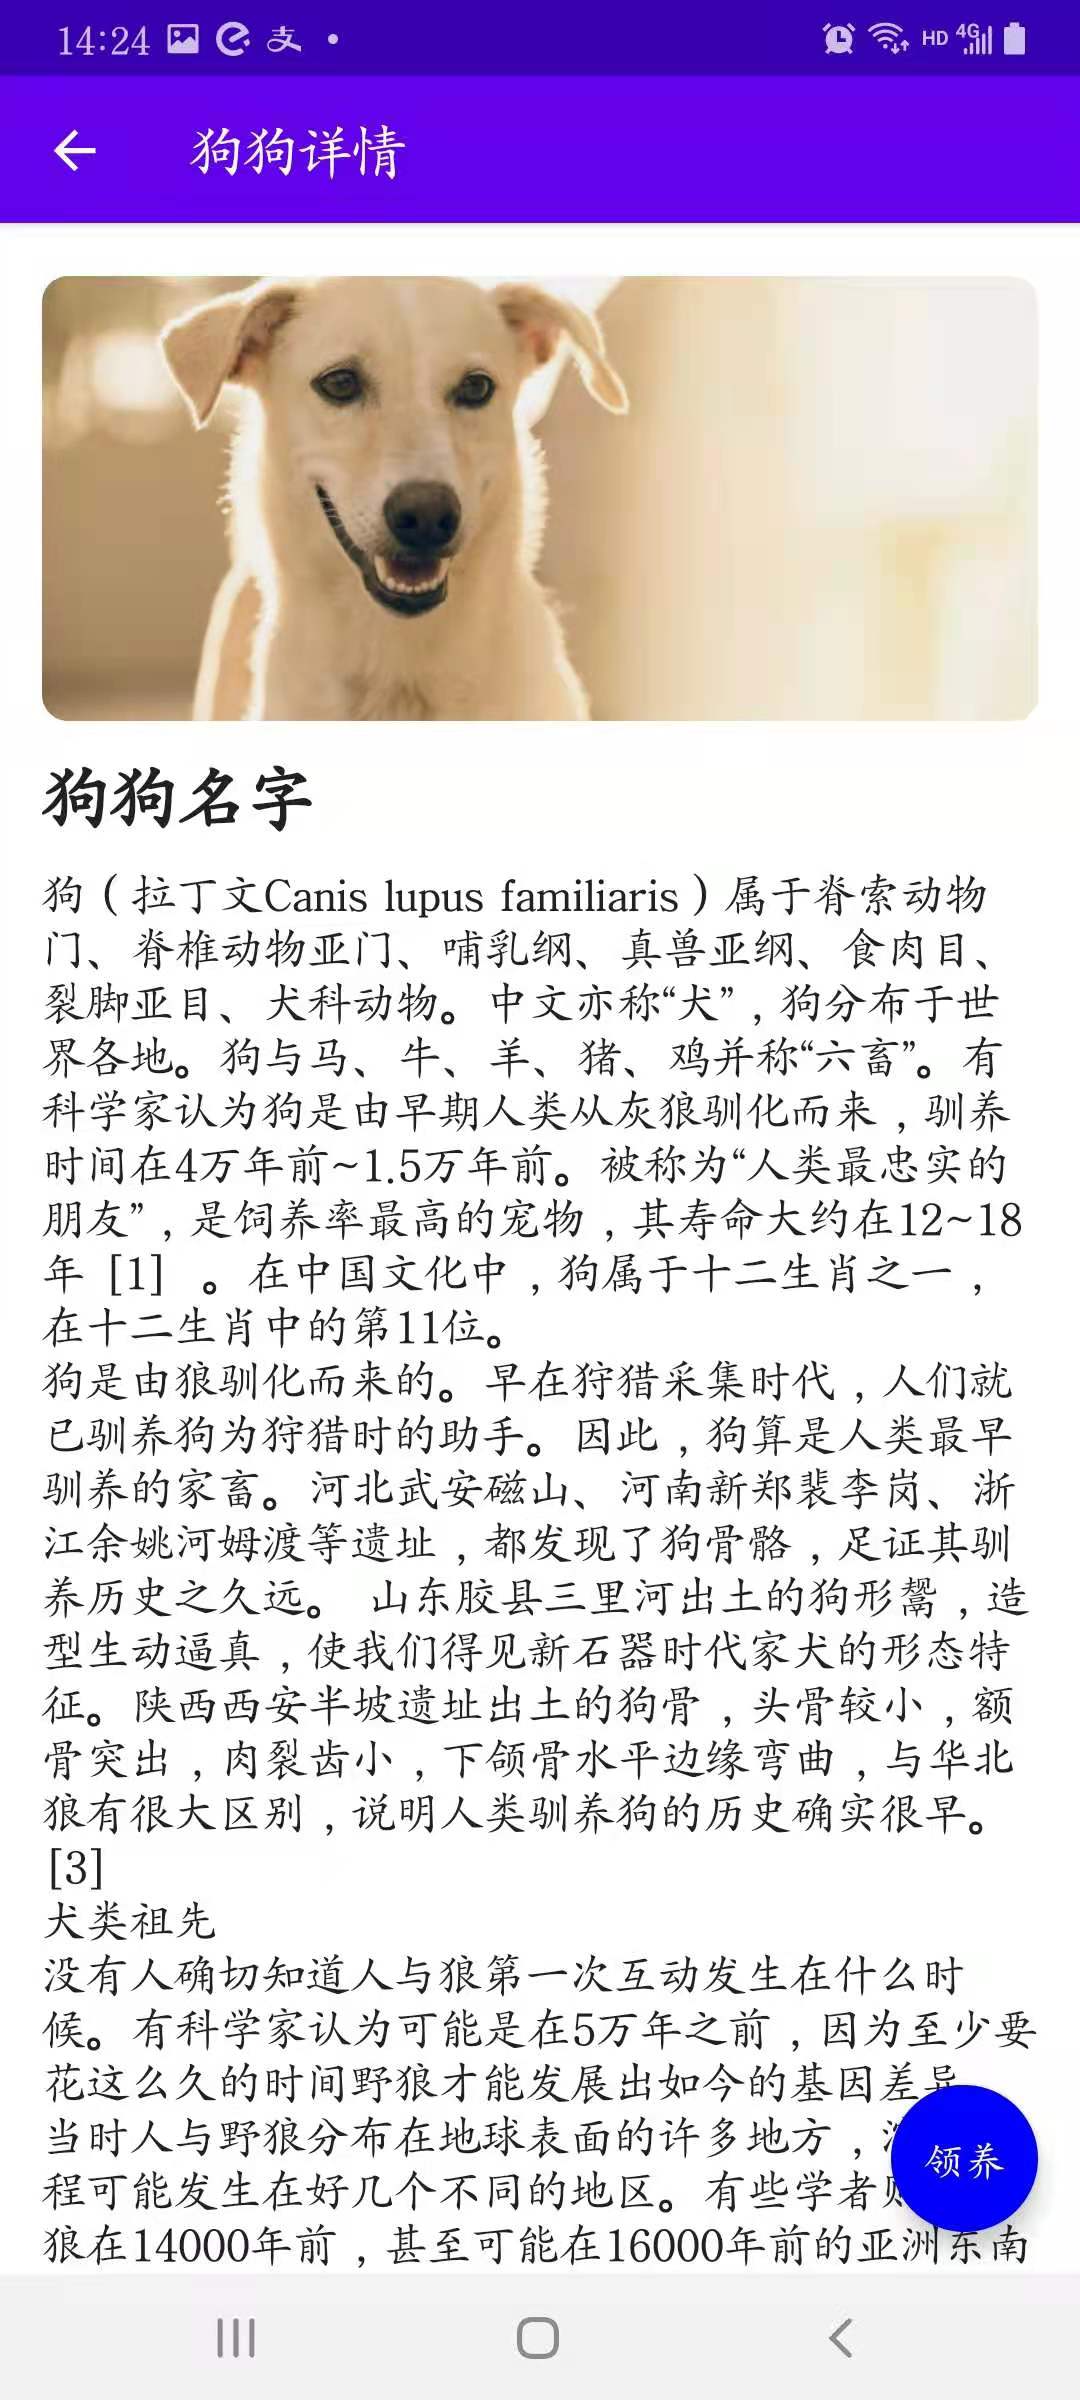 14:24
HD 4G
狗狗详情
狗狗名字
狗（拉丁文Canis lupus familiaris）属于脊索动物
门、脊椎动物亚门、哺乳纲、真兽亚纲、食肉目、
裂脚亚目、犬科动物。中文亦称“犬”，狗分布于世
界各地。狗与马、牛、羊、猪、鸡并称“六畜”。有
科学家认为狗是由早期人类从灰狼驯化而来，驯养
时间在4万年前~1.5万年前。被称为“人类最忠实的
朋友”，是饲养率最高的宠物，其寿命大约在12~18
年 [1] 。在中国文化中，狗属于十二生肖之一，
在十二生肖中的第11位。
狗是由狼驯化而来的。早在狩猎采集时代，人们就
已驯养狗为狩猎时的助手。因此，狗算是人类最早
驯养的家畜。河北武安磁山、河南新郑裴李岗、浙
江余姚河姆渡等遗址，都发现了狗骨骼，足证其驯
养历史之久远。 山东胶县三里河出土的狗形鬶，造
型生动逼真，使我们得见新石器时代家犬的形态特
征。陕西西安半坡遗址出土的狗骨，头骨较小，额
骨突出，肉裂齿小，下颌骨水平边缘弯曲，与华北
狼有很大区别，说明人类驯养狗的历史确实很早。
[3]
犬类祖先
没有人确切知道人与狼第一次互动发生在什么时
候。有科学家认为可能是在5万年之前，因为至少要
花这么久的时间野狼才能发展出如今的基因差异
当时人与野狼分布在地球表面的许多地方，
程可能发生在好几个不同的地区。有些学者
狼在14000年前，甚至可能在16000年前的亚洲东南
领养